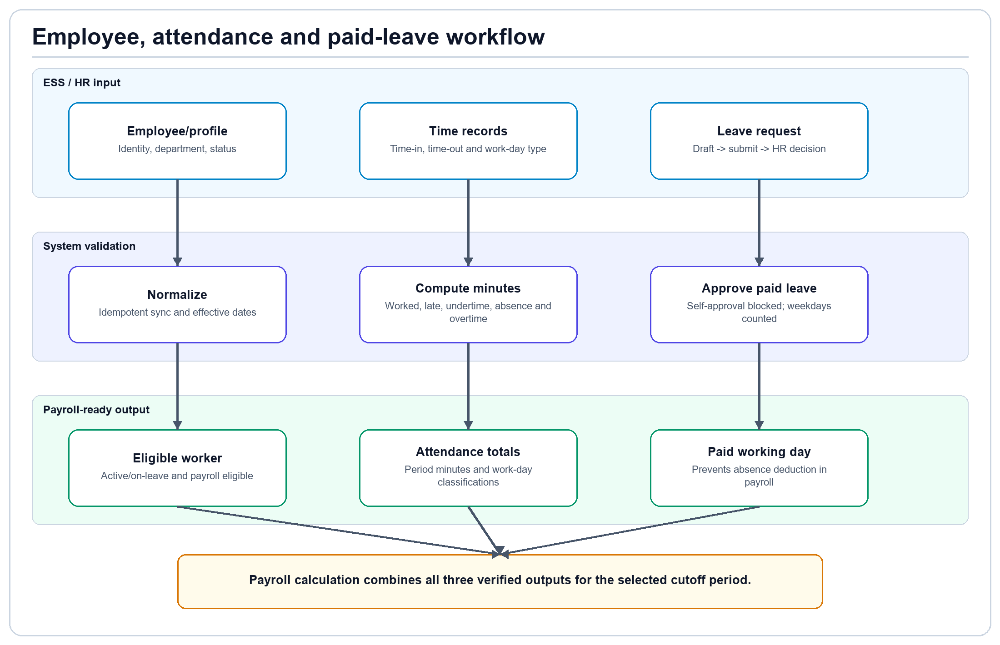 Employee, attendance and paid-leave workflow
ESS / HR input
Employee/profile
Identity, department, status
Time records
Time-in, time-out and work-day type
Leave request
Draft -> submit -> HR decision
System validation
Normalize
Idempotent sync and effective dates
Compute minutes
Worked, late, undertime, absence and
overtime
Approve paid leave
Self-approval blocked; weekdays
counted
Payroll-ready output
Eligible worker
Active/on-leave and payroll eligible
Attendance totals
Period minutes and work-day
classifications
Paid working day
Prevents absence deduction in
payroll
Payroll calculation combines all three verified outputs for the selected cutoff period.